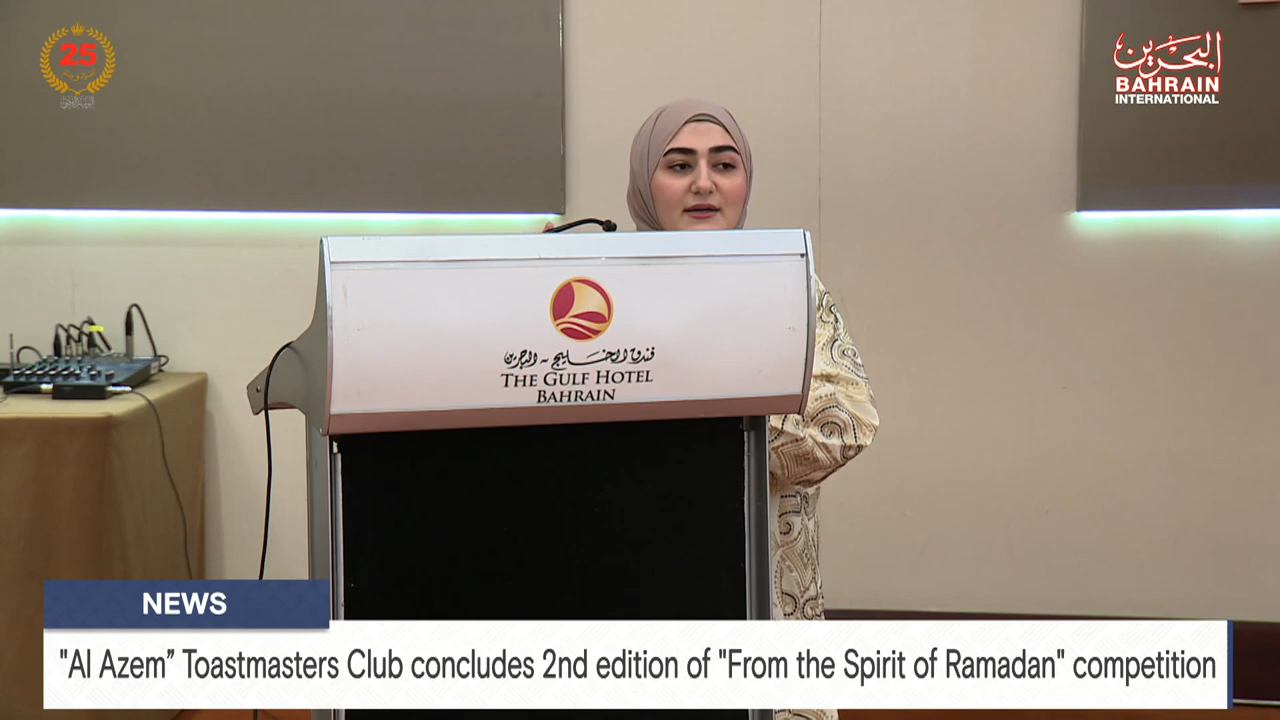 25
البحرين
BAHRAIN
INTERNATIONAL
فندق الخليج - البحرين
THE GULF HOTEL
BAHRAIN
NEWS
"Al Azem” Toastmasters Club concludes 2nd edition of "From the Spirit of Ramadan" competition